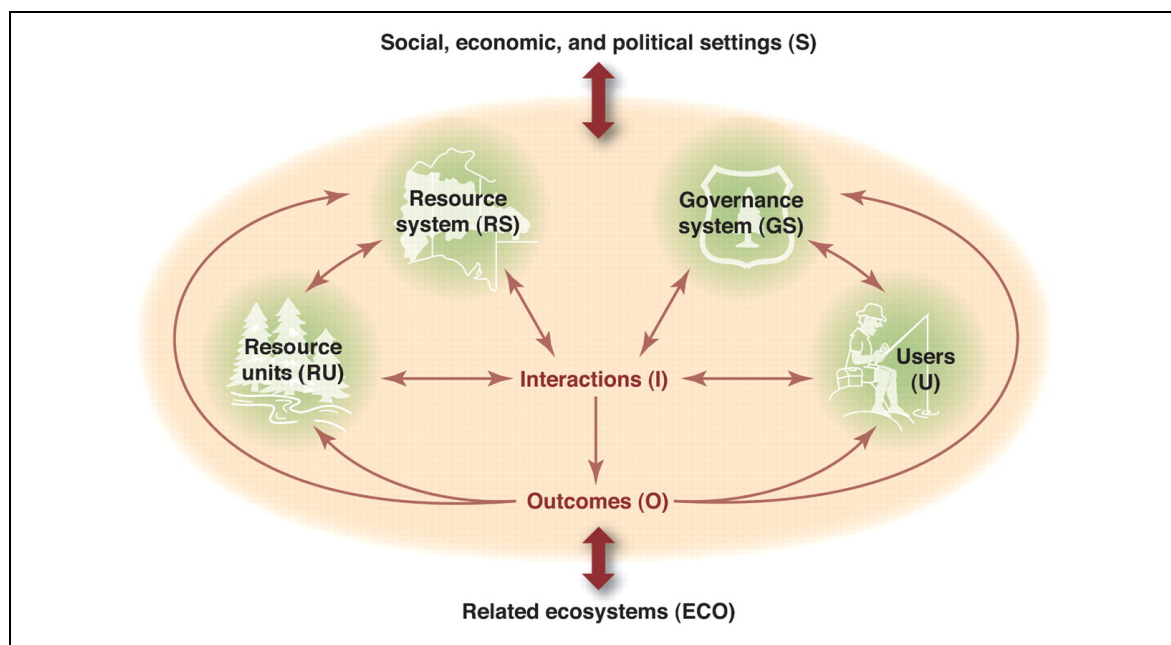 Social, economic, and political settings (S)
Resource
system (RS)
Governance
system (GS)
Resource
units (RU)
Interactions (I)
Users
(U)
Outcomes (O)
Related ecosystems (ECO)